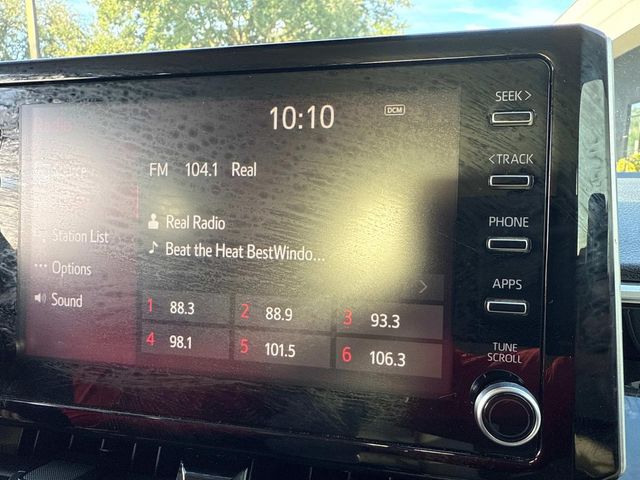 10:10
DCM
SEEK >
< TRACK
PHONE
APPS
TUNE
SCROLL
FM 104.1 Real
Real Radio
Beat the Heat BestWindo...
Station List
Options
Sound
1 88.3
2 88.9
3 93.3
4 98.1
5 101.5
6 106.3